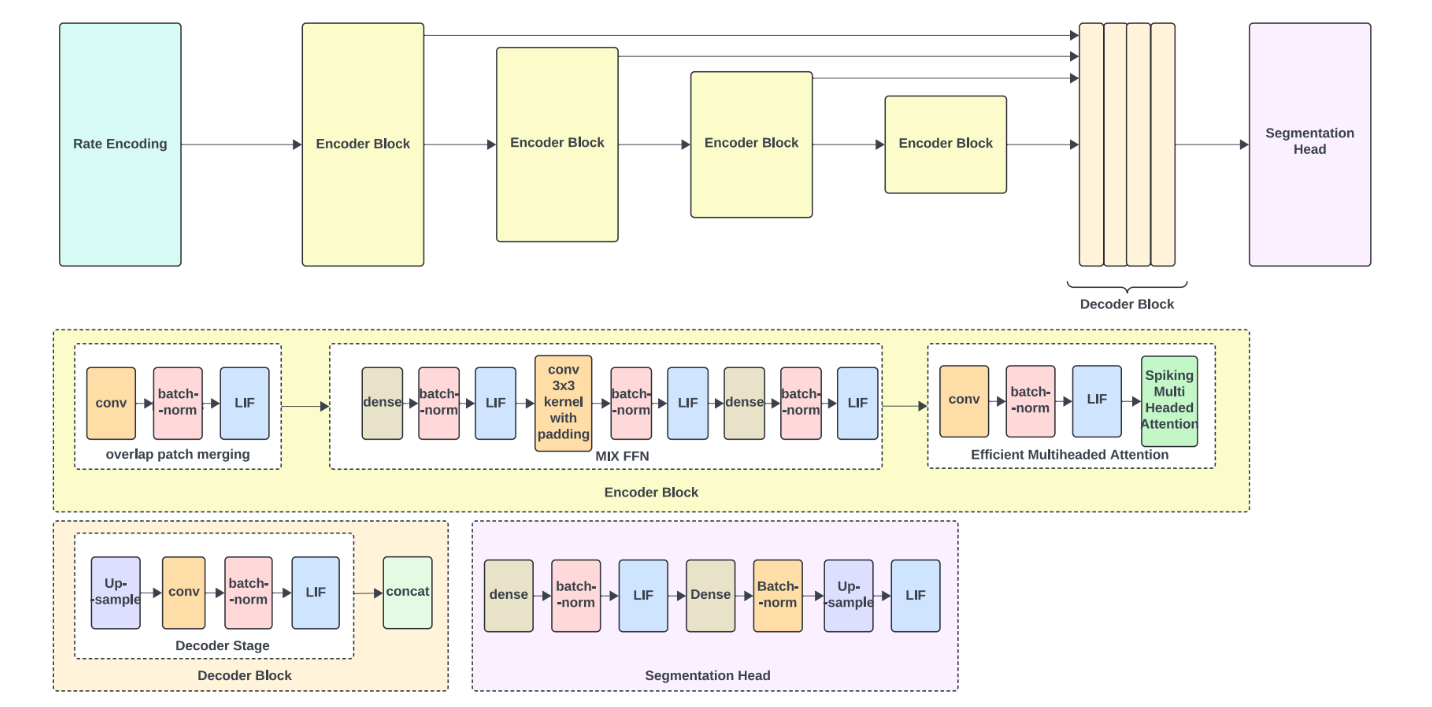 Rate Encoding
Encoder Block
Encoder Block
Encoder Block
Encoder Block
Segmentation
Head
Decoder Block
conv
batch-
-norm
LIF
overlap patch merging
dense
batch-
-norm
LIF
conv
3x3
kernel
with
padding
batch-
-norm
LIF
dense
batch-
-norm
LIF
MIX FFN
conv
batch-
-norm
LIF
Spiking
Multi
Headed
Attention
Efficient Multiheaded Attention
Encoder Block
Up-
-sample
conv
batch-
-norm
LIF
Decoder Stage
concat
Decoder Block
dense
batch-
-norm
LIF
Dense
Batch-
-norm
Up-
-sample
LIF
Segmentation Head